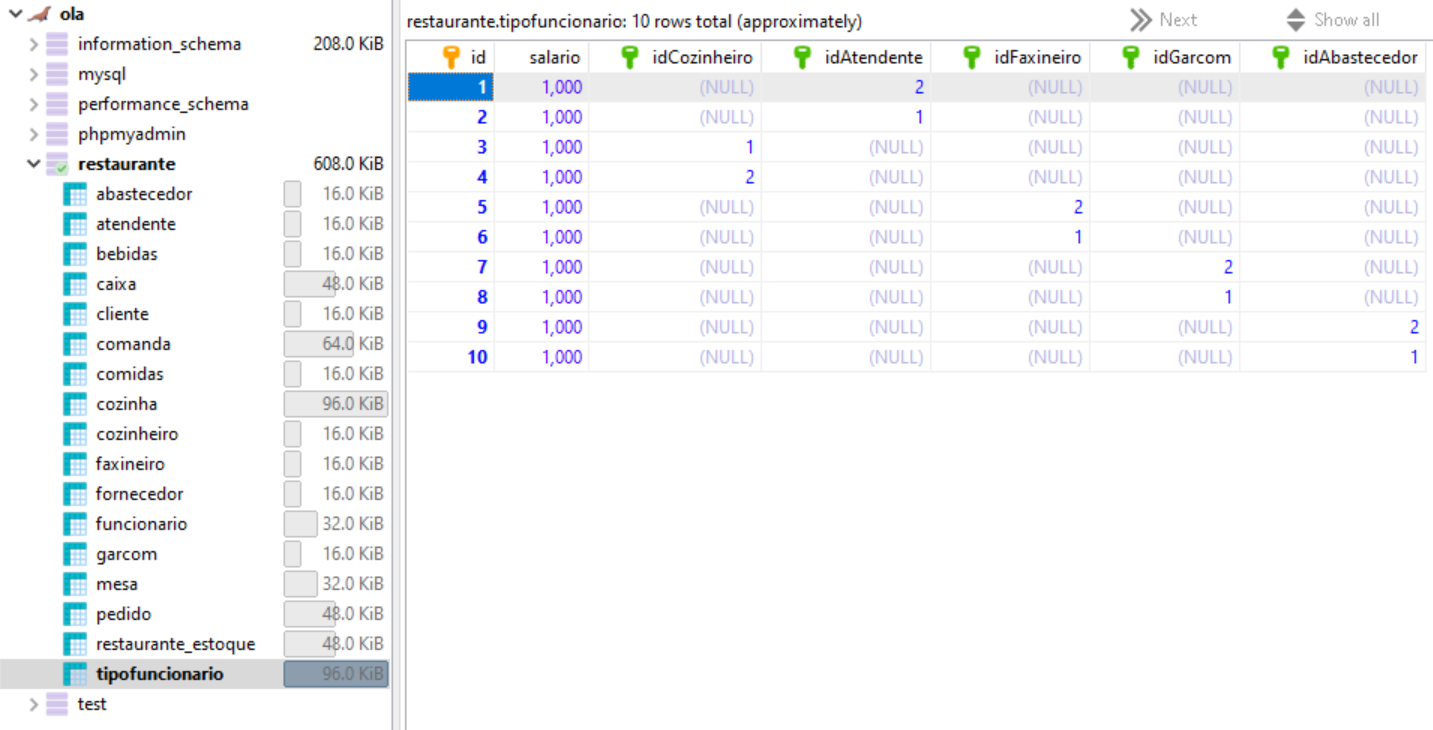 ola
information_schema 208.0 KiB
mysql
performance_schema
phpmyadmin
restaurante 608.0 KiB
abastecedor 16.0 KiB
atendente 16.0 KiB
bebidas 16.0 KiB
caixa 48.0 KiB
cliente 16.0 KiB
comanda 64.0 KiB
comidas 16.0 KiB
cozinha 96.0 KiB
cozinheiro 16.0 KiB
faxineiro 16.0 KiB
fornecedor 16.0 KiB
funcionario 32.0 KiB
garcom 16.0 KiB
mesa 32.0 KiB
pedido 48.0 KiB
restaurante_estoque 48.0 KiB
tipofuncionario 96.0 KiB
test
restaurante.tipofuncionario: 10 rows total (approximately) Next Show all
id salario idCozinheiro idAtendente idFaxineiro idGarcom idAbastecedor
1 1,000 (NULL) 2 (NULL) (NULL) (NULL)
2 1,000 (NULL) 1 (NULL) (NULL) (NULL)
3 1,000 1 (NULL) (NULL) (NULL) (NULL)
4 1,000 2 (NULL) (NULL) (NULL) (NULL)
5 1,000 (NULL) (NULL) 2 (NULL) (NULL)
6 1,000 (NULL) (NULL) 1 (NULL) (NULL)
7 1,000 (NULL) (NULL) (NULL) 2 (NULL)
8 1,000 (NULL) (NULL) (NULL) 1 (NULL)
9 1,000 (NULL) (NULL) (NULL) (NULL) 2
10 1,000 (NULL) (NULL) (NULL) (NULL) 1